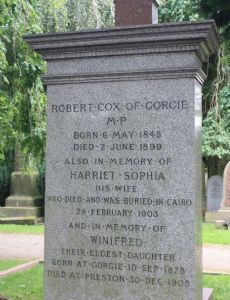 ROBERT COX OF GORGIE
M·P
BORN 6 MAY 1845
DIED 2 JUNE 1899
ALSO IN MEMORY OF
HARRIET SOPHIA
HIS WIFE
WHO DIED AND WAS BURIED IN CAIRO
28 FEBRUARY 1905
AND IN MEMORY OF
WINIFRED
THEIR ELDEST DAUGHTER
BORN AT GORGIE 10 SEP 1878
DIED AT PRESTON 30 DEC 1905